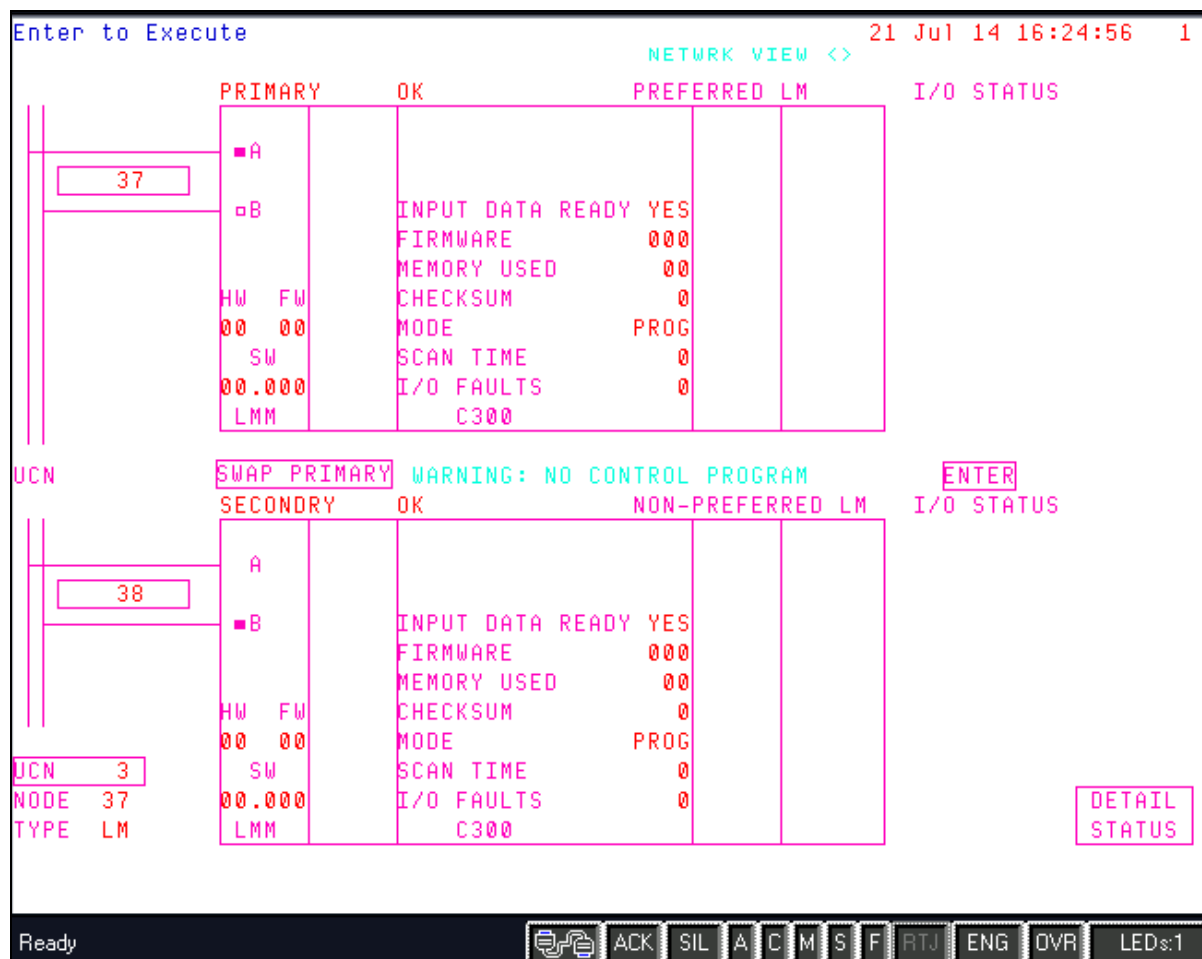 Enter to Execute 21 Jul 14 16:24:56 1
NETWRK VIEW <>
PRIMARY OK PREFERRED LM I/O STATUS
A
37
B INPUT DATA READY YES
FIRMWARE 000
MEMORY USED 00
HW FW CHECKSUM 0
00 00 MODE PROG
SW SCAN TIME 0
00.000 I/O FAULTS 0
LMM C300
UCN SWAP PRIMARY WARNING: NO CONTROL PROGRAM ENTER
SECONDRY OK NON-PREFERRED LM I/O STATUS
A
38
B INPUT DATA READY YES
FIRMWARE 000
MEMORY USED 00
HW FW CHECKSUM 0
00 00 MODE PROG
UCN 3 SW SCAN TIME 0
NODE 37 00.000 I/O FAULTS 0 DETAIL
TYPE LM LMM C300 STATUS
Ready ACK SIL A C M S F RTJ ENG OVR LEDs:1